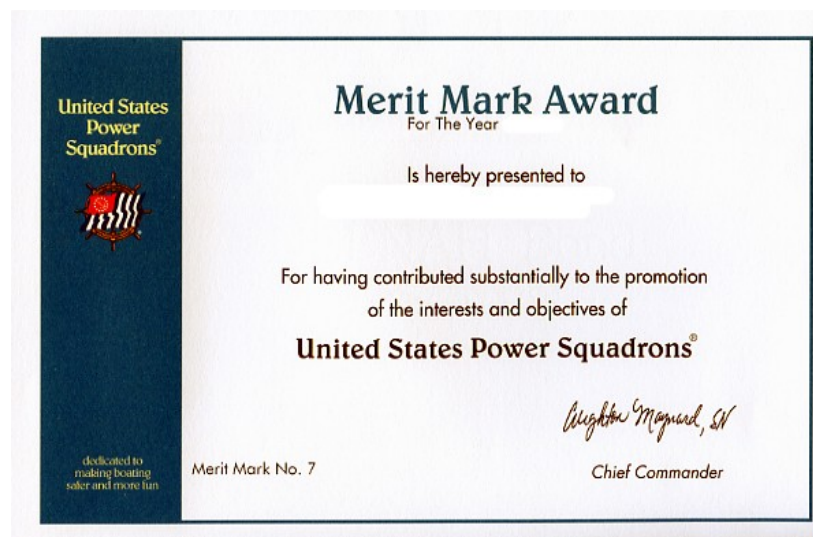 United States
Power
Squadrons®
dedicated to
making boating
safer and more fun
Merit Mark Award
For The Year
Is hereby presented to
For having contributed substantially to the promotion
of the interests and objectives of
United States Power Squadrons®
Maynard, SN
Merit Mark No. 7
Chief Commander